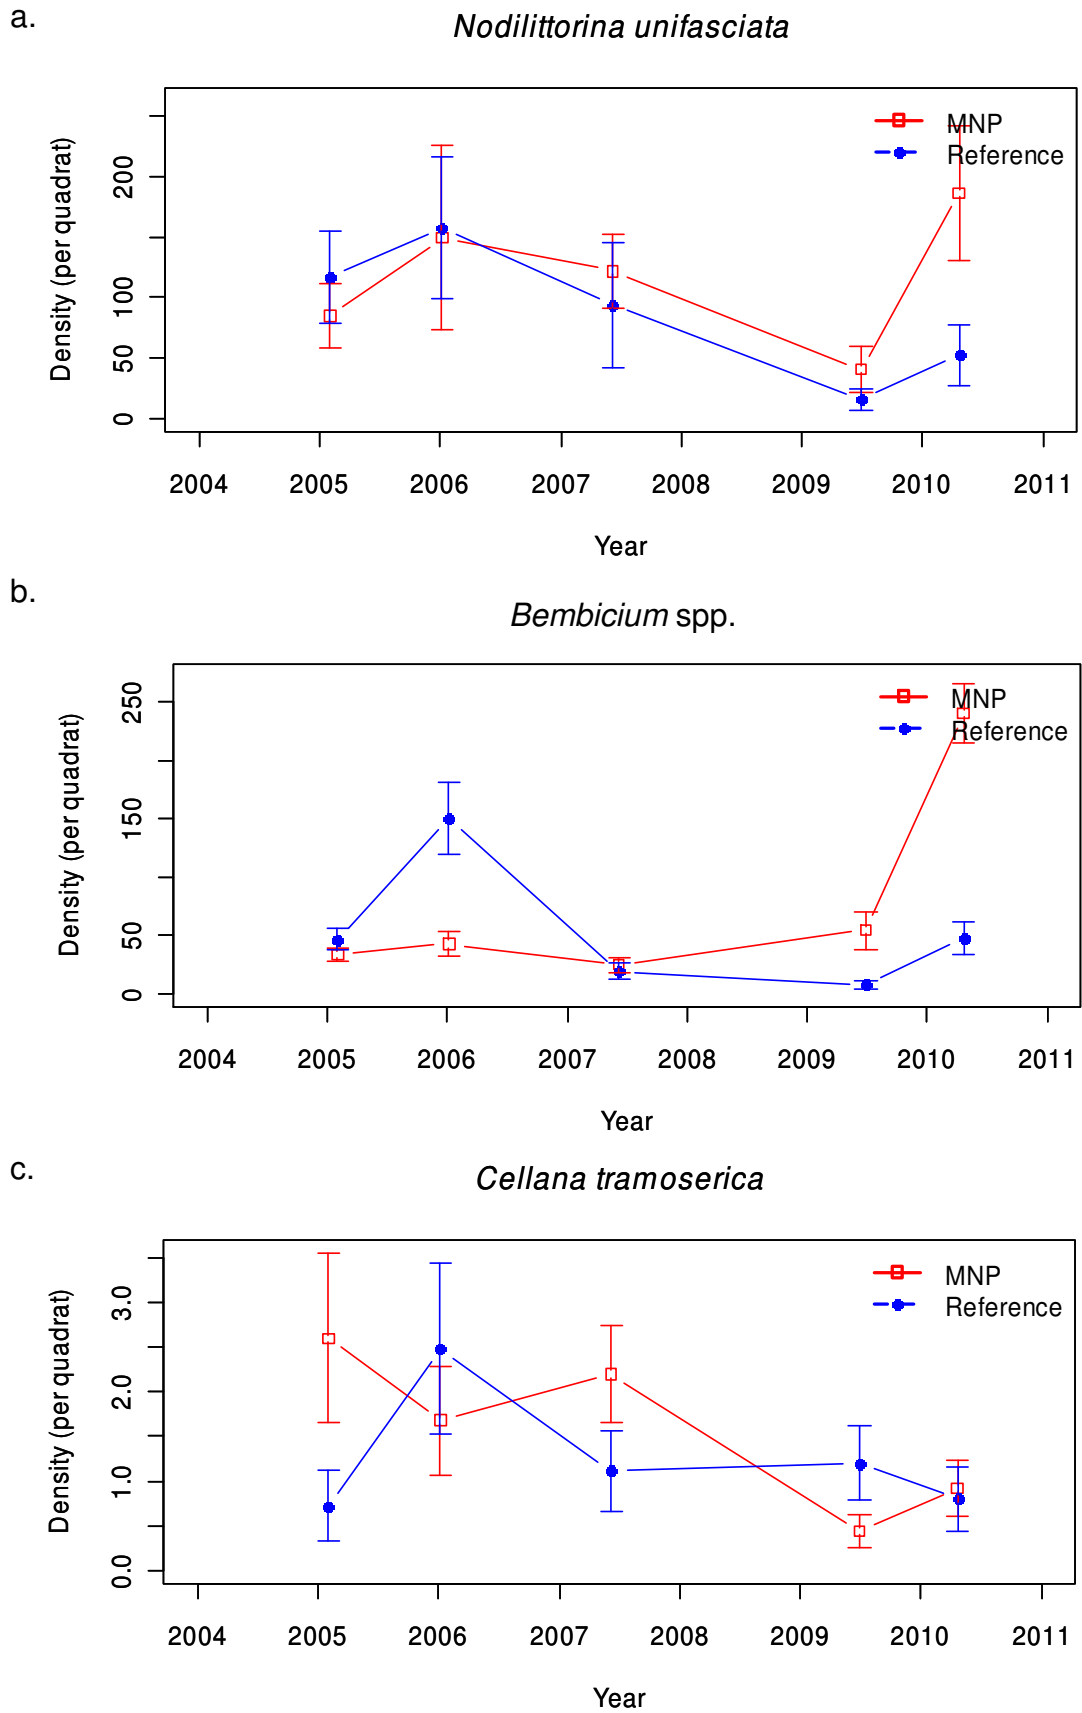 a.
Nodilittorina unifasciata
MNP
Reference
Density (per quadrat)
200
100
50
0
2004 2005 2006 2007 2008 2009 2010 2011
Year
b.
Bembicium spp.
MNP
Reference
Density (per quadrat)
250
150
50
0
2004 2005 2006 2007 2008 2009 2010 2011
Year
c.
Cellana tramoserica
MNP
Reference
Density (per quadrat)
3.0
2.0
1.0
0.0
2004 2005 2006 2007 2008 2009 2010 2011
Year